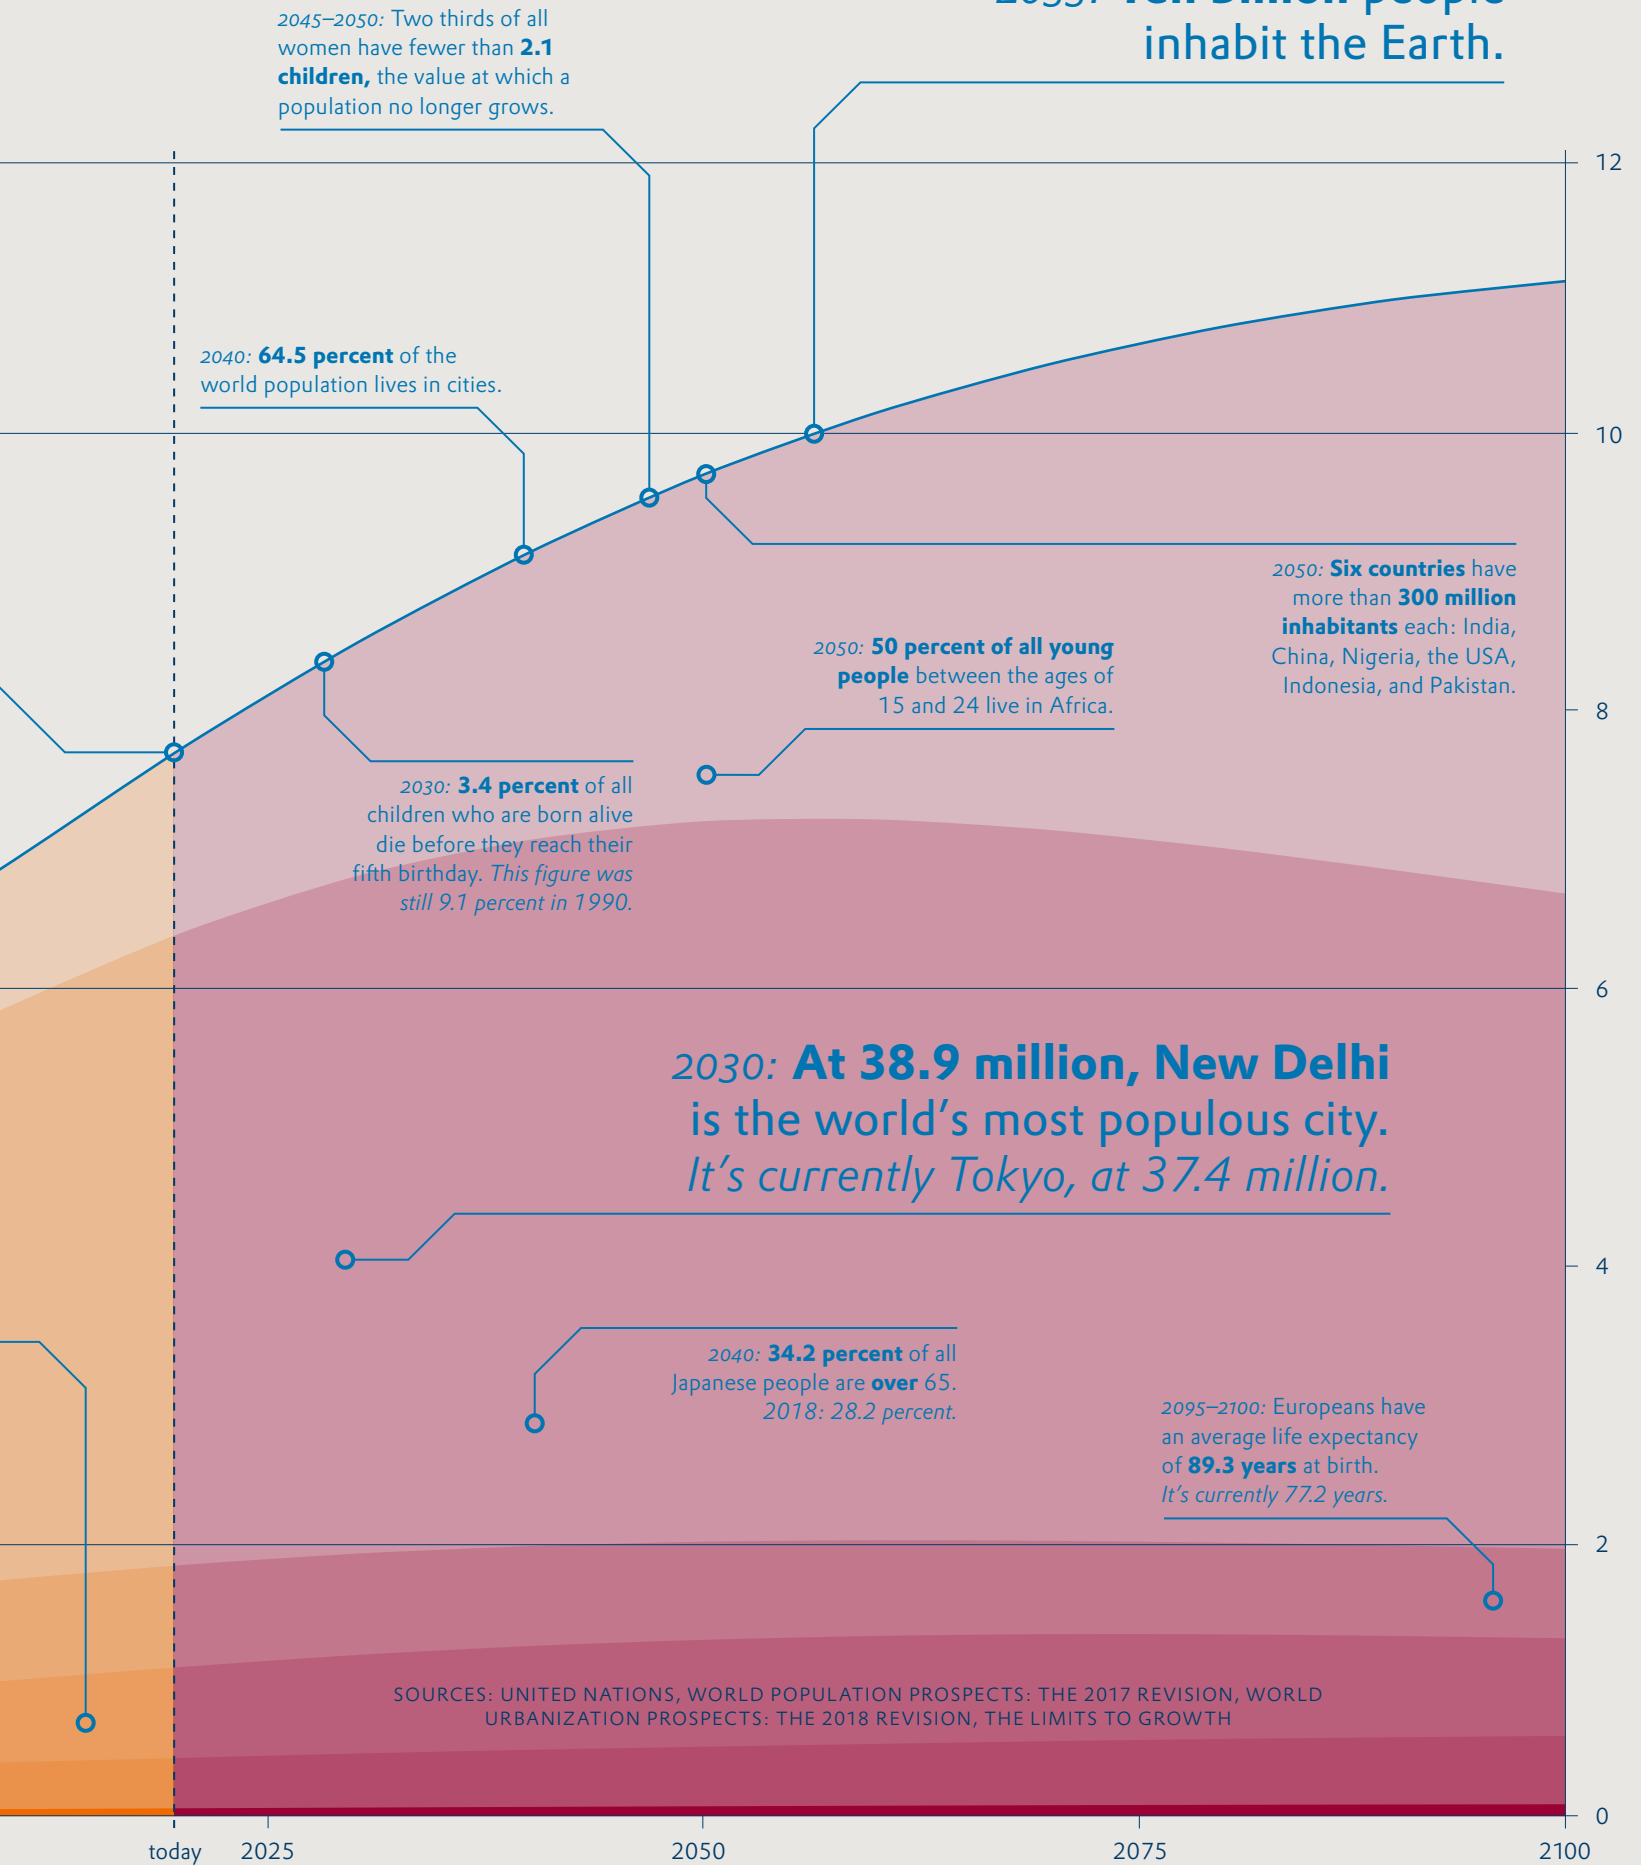 inhabit the Earth.
2045–2050: Two thirds of all
women have fewer than 2.1
children, the value at which a
population no longer grows.
12
2040: 64.5 percent of the
world population lives in cities.
10
2050: Six countries have
more than 300 million
inhabitants each: India,
China, Nigeria, the USA,
Indonesia, and Pakistan.
2050: 50 percent of all young
people between the ages of
15 and 24 live in Africa.
8
2030: 3.4 percent of all
children who are born alive
die before they reach their
fifth birthday. This figure was
still 9.1 percent in 1990.
6
2030: At 38.9 million, New Delhi
is the world’s most populous city.
It’s currently Tokyo, at 37.4 million.
4
2040: 34.2 percent of all
Japanese people are over 65.
2018: 28.2 percent.
2095–2100: Europeans have
an average life expectancy
of 89.3 years at birth.
It’s currently 77.2 years.
2
SOURCES: UNITED NATIONS, WORLD POPULATION PROSPECTS: THE 2017 REVISION, WORLD
URBANIZATION PROSPECTS: THE 2018 REVISION, THE LIMITS TO GROWTH
0
today 2025 2050 2075 2100